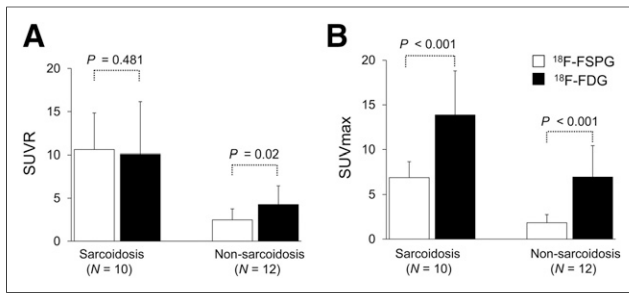 A
P = 0.481
P = 0.02
SUVR
20
15
10
5
0
Sarcoidosis
(N = 10)
Non-sarcoidosis
(N = 12)
B
P < 0.001
P < 0.001
¹⁸F-FSPG
¹⁸F-FDG
SUVmax
20
15
10
5
0
Sarcoidosis
(N = 10)
Non-sarcoidosis
(N = 12)